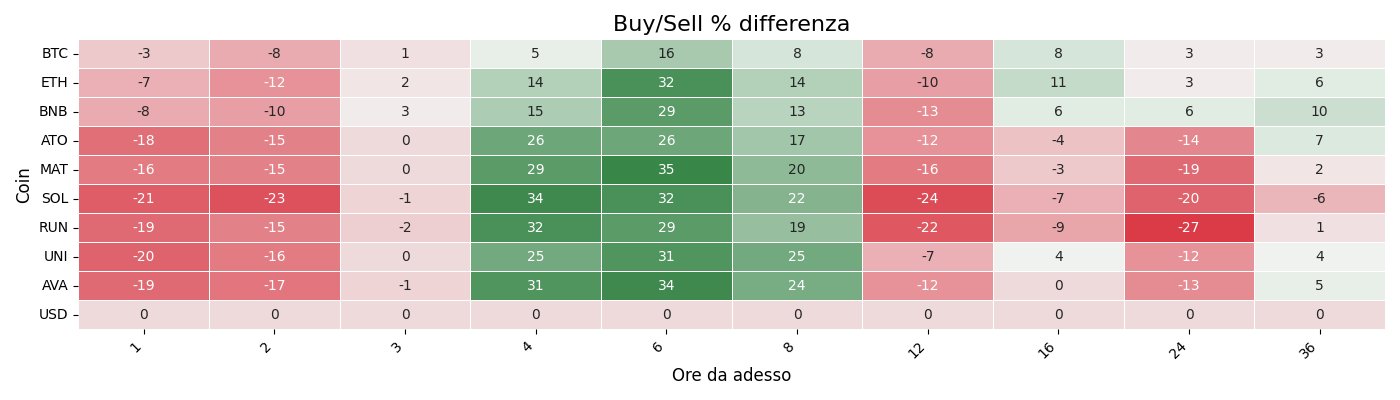 Buy/Sell % differenza
Coin
BTC -3 -8 1 5 16 8 -8 8 3 3
ETH -7 -12 2 14 32 14 -10 11 3 6
BNB -8 -10 3 15 29 13 -13 6 6 10
ATO -18 -15 0 26 26 17 -12 -4 -14 7
MAT -16 -15 0 29 35 20 -16 -3 -19 2
SOL -21 -23 -1 34 32 22 -24 -7 -20 -6
RUN -19 -15 -2 32 29 19 -22 -9 -27 1
UNI -20 -16 0 25 31 25 -7 4 -12 4
AVA -19 -17 -1 31 34 24 -12 0 -13 5
USD 0 0 0 0 0 0 0 0 0 0
1 2 3 4 6 8 12 16 24 36
Ore da adesso